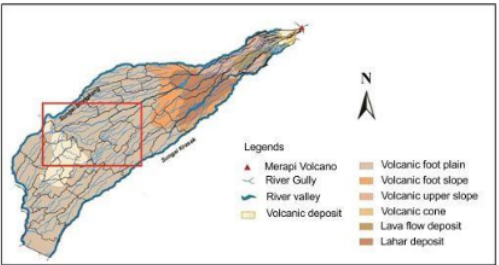 N
Sungai Krasak
Legends
Merapi Volcano
River Gully
River valley
Volcanic deposit
Volcanic foot plain
Volcanic foot slope
Volcanic upper slope
Volcanic cone
Lava flow deposit
Lahar deposit